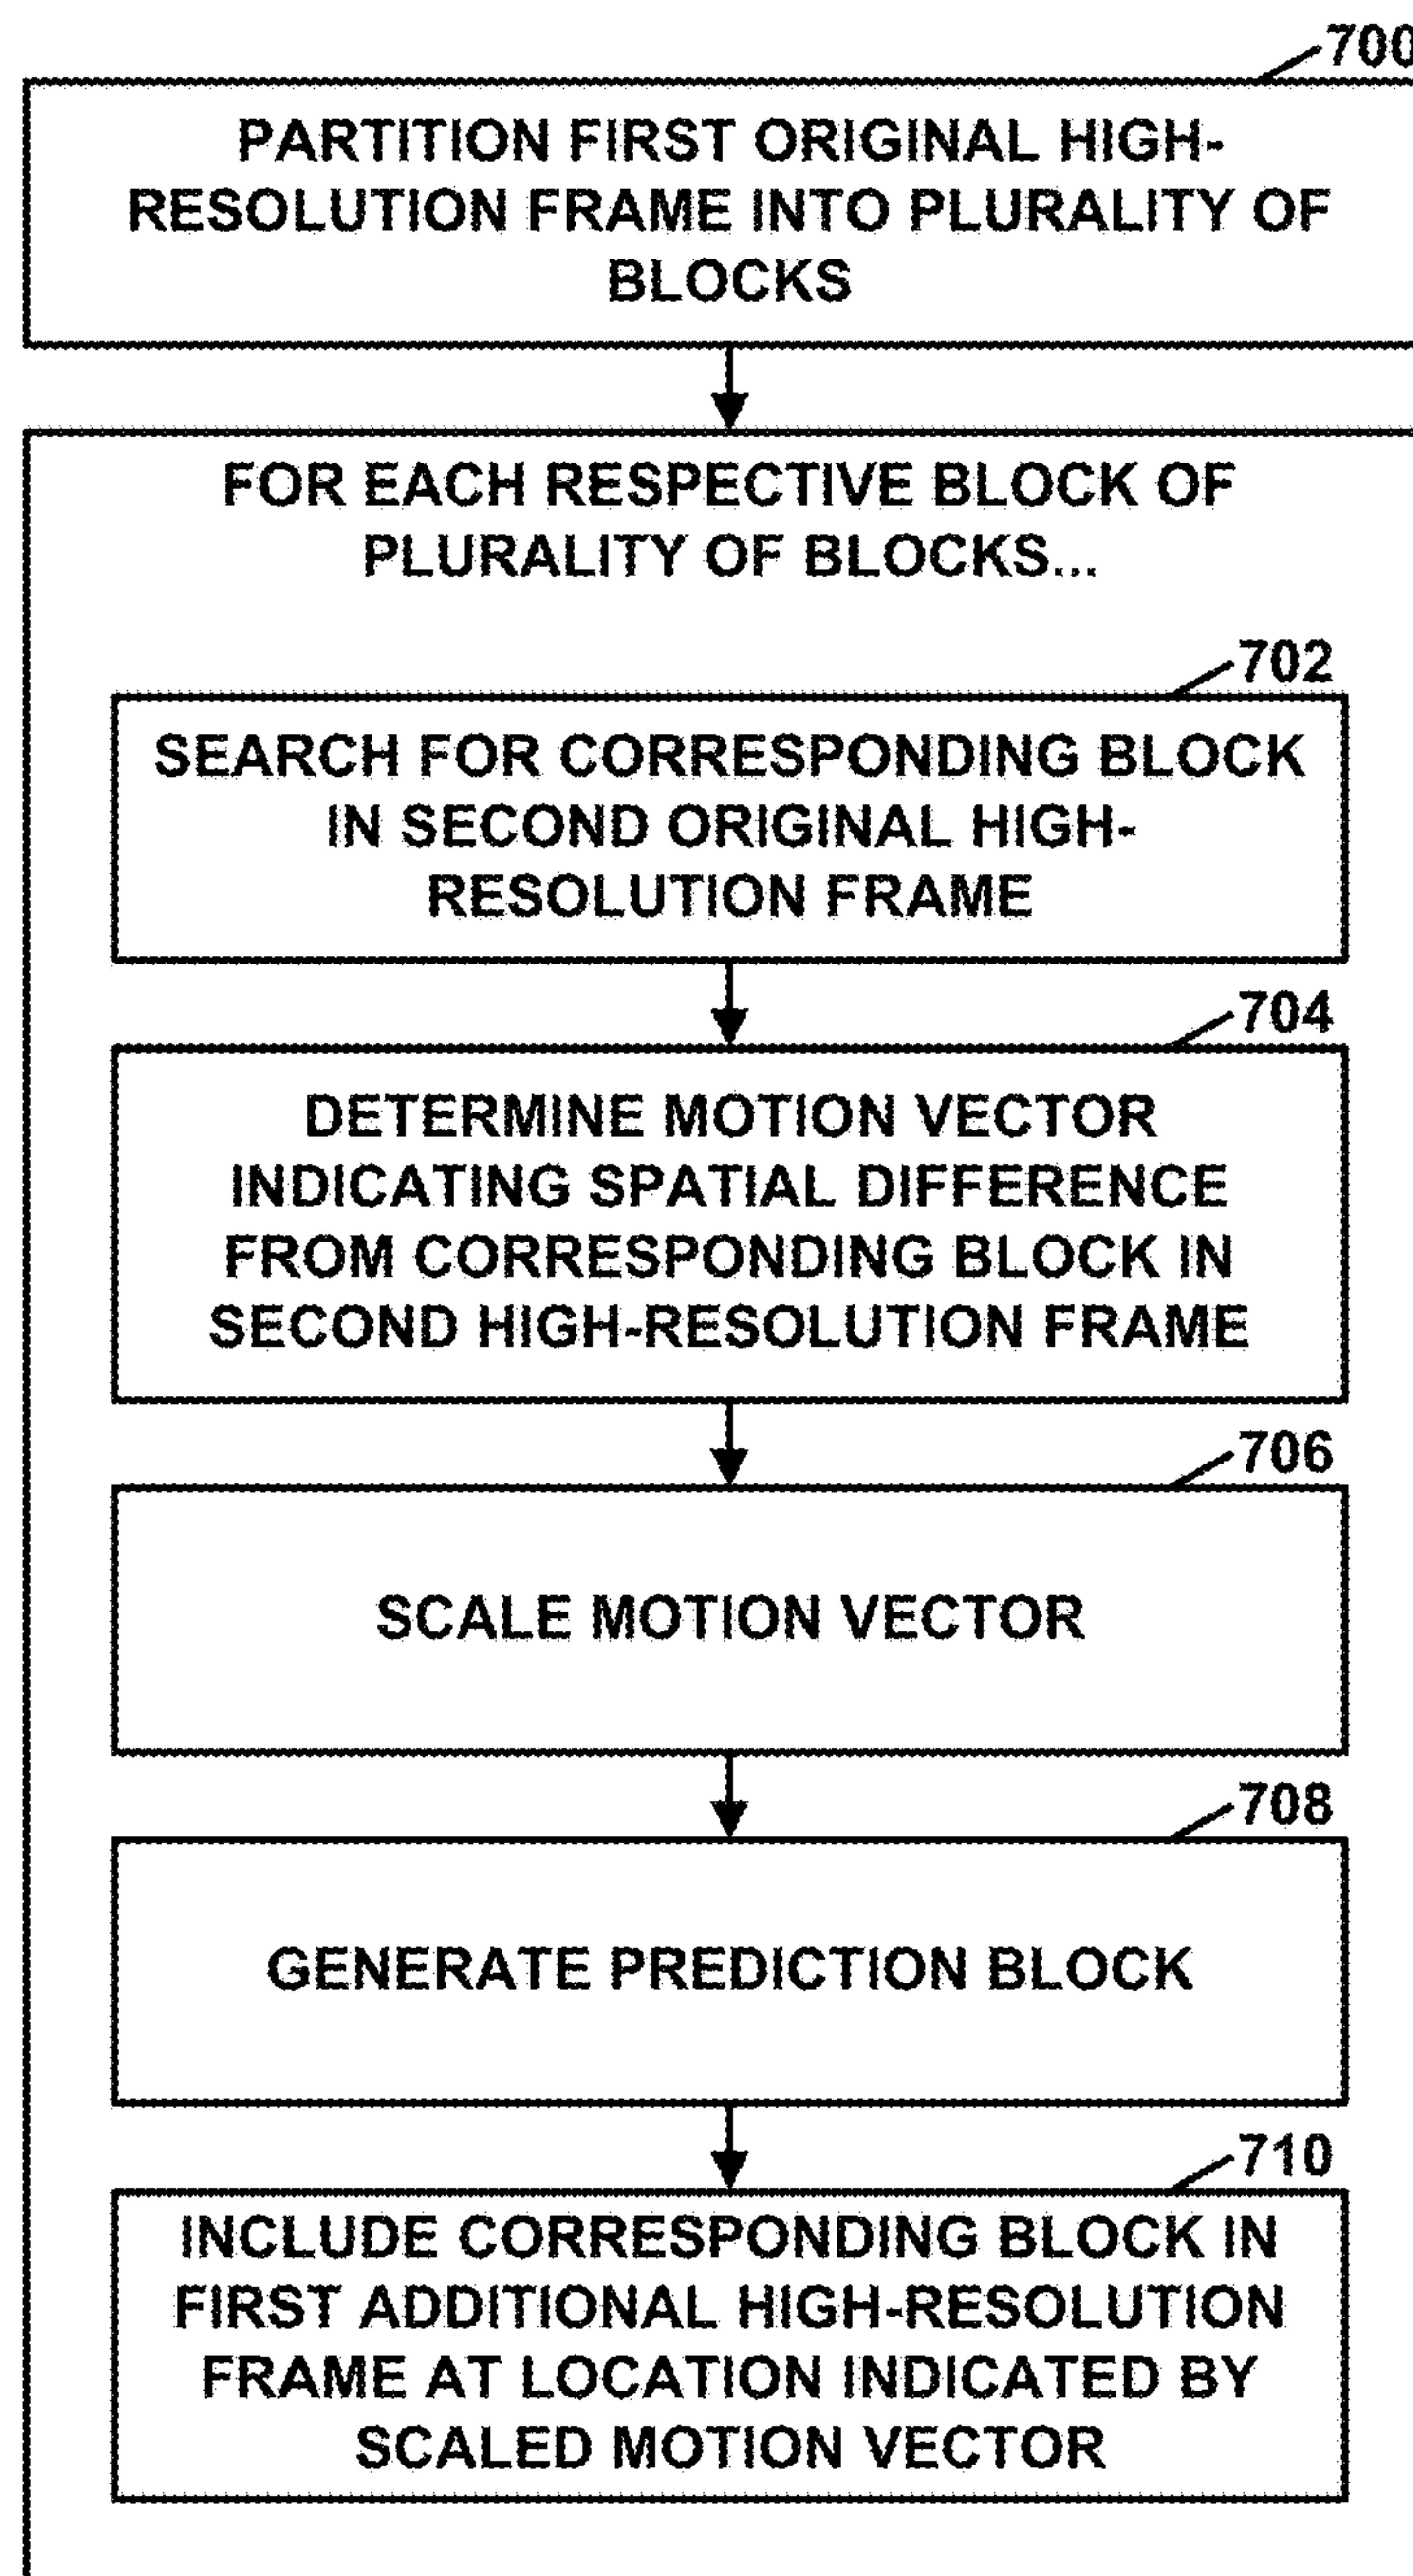 700
PARTITION FIRST ORIGINAL HIGH-
RESOLUTION FRAME INTO PLURALITY OF
BLOCKS
FOR EACH RESPECTIVE BLOCK OF
PLURALITY OF BLOCKS...
702
SEARCH FOR CORRESPONDING BLOCK
IN SECOND ORIGINAL HIGH-
RESOLUTION FRAME
704
DETERMINE MOTION VECTOR
INDICATING SPATIAL DIFFERENCE
FROM CORRESPONDING BLOCK IN
SECOND HIGH-RESOLUTION FRAME
706
SCALE MOTION VECTOR
708
GENERATE PREDICTION BLOCK
710
INCLUDE CORRESPONDING BLOCK IN
FIRST ADDITIONAL HIGH-RESOLUTION
FRAME AT LOCATION INDICATED BY
SCALED MOTION VECTOR